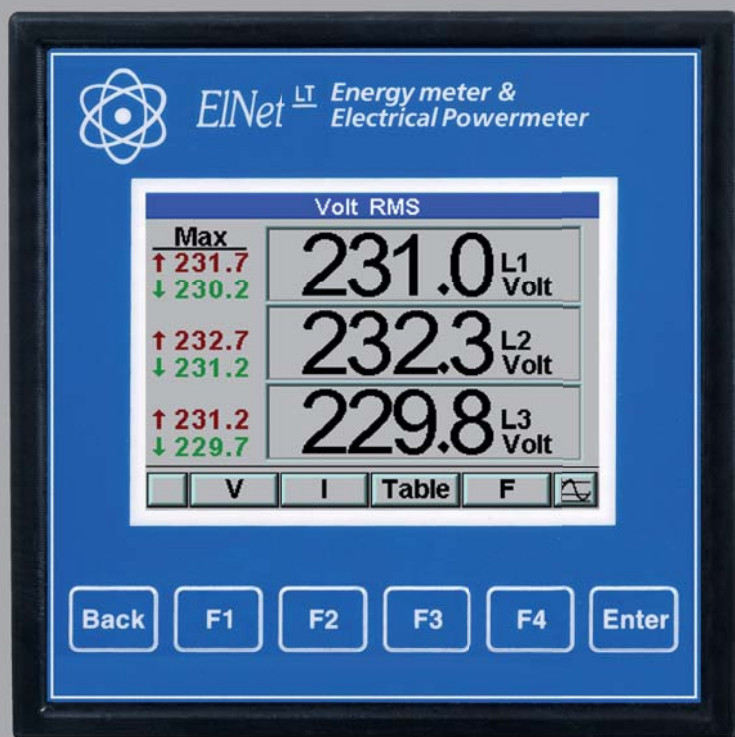 ElNet LT Energy meter &
Electrical Powermeter
Volt RMS
Max
↑ 231.7
↓ 230.2
231.0 L1
Volt
↑ 232.7
↓ 231.2
232.3 L2
Volt
↑ 231.2
↓ 229.7
229.8 L3
Volt
V I Table F
Back F1 F2 F3 F4 Enter